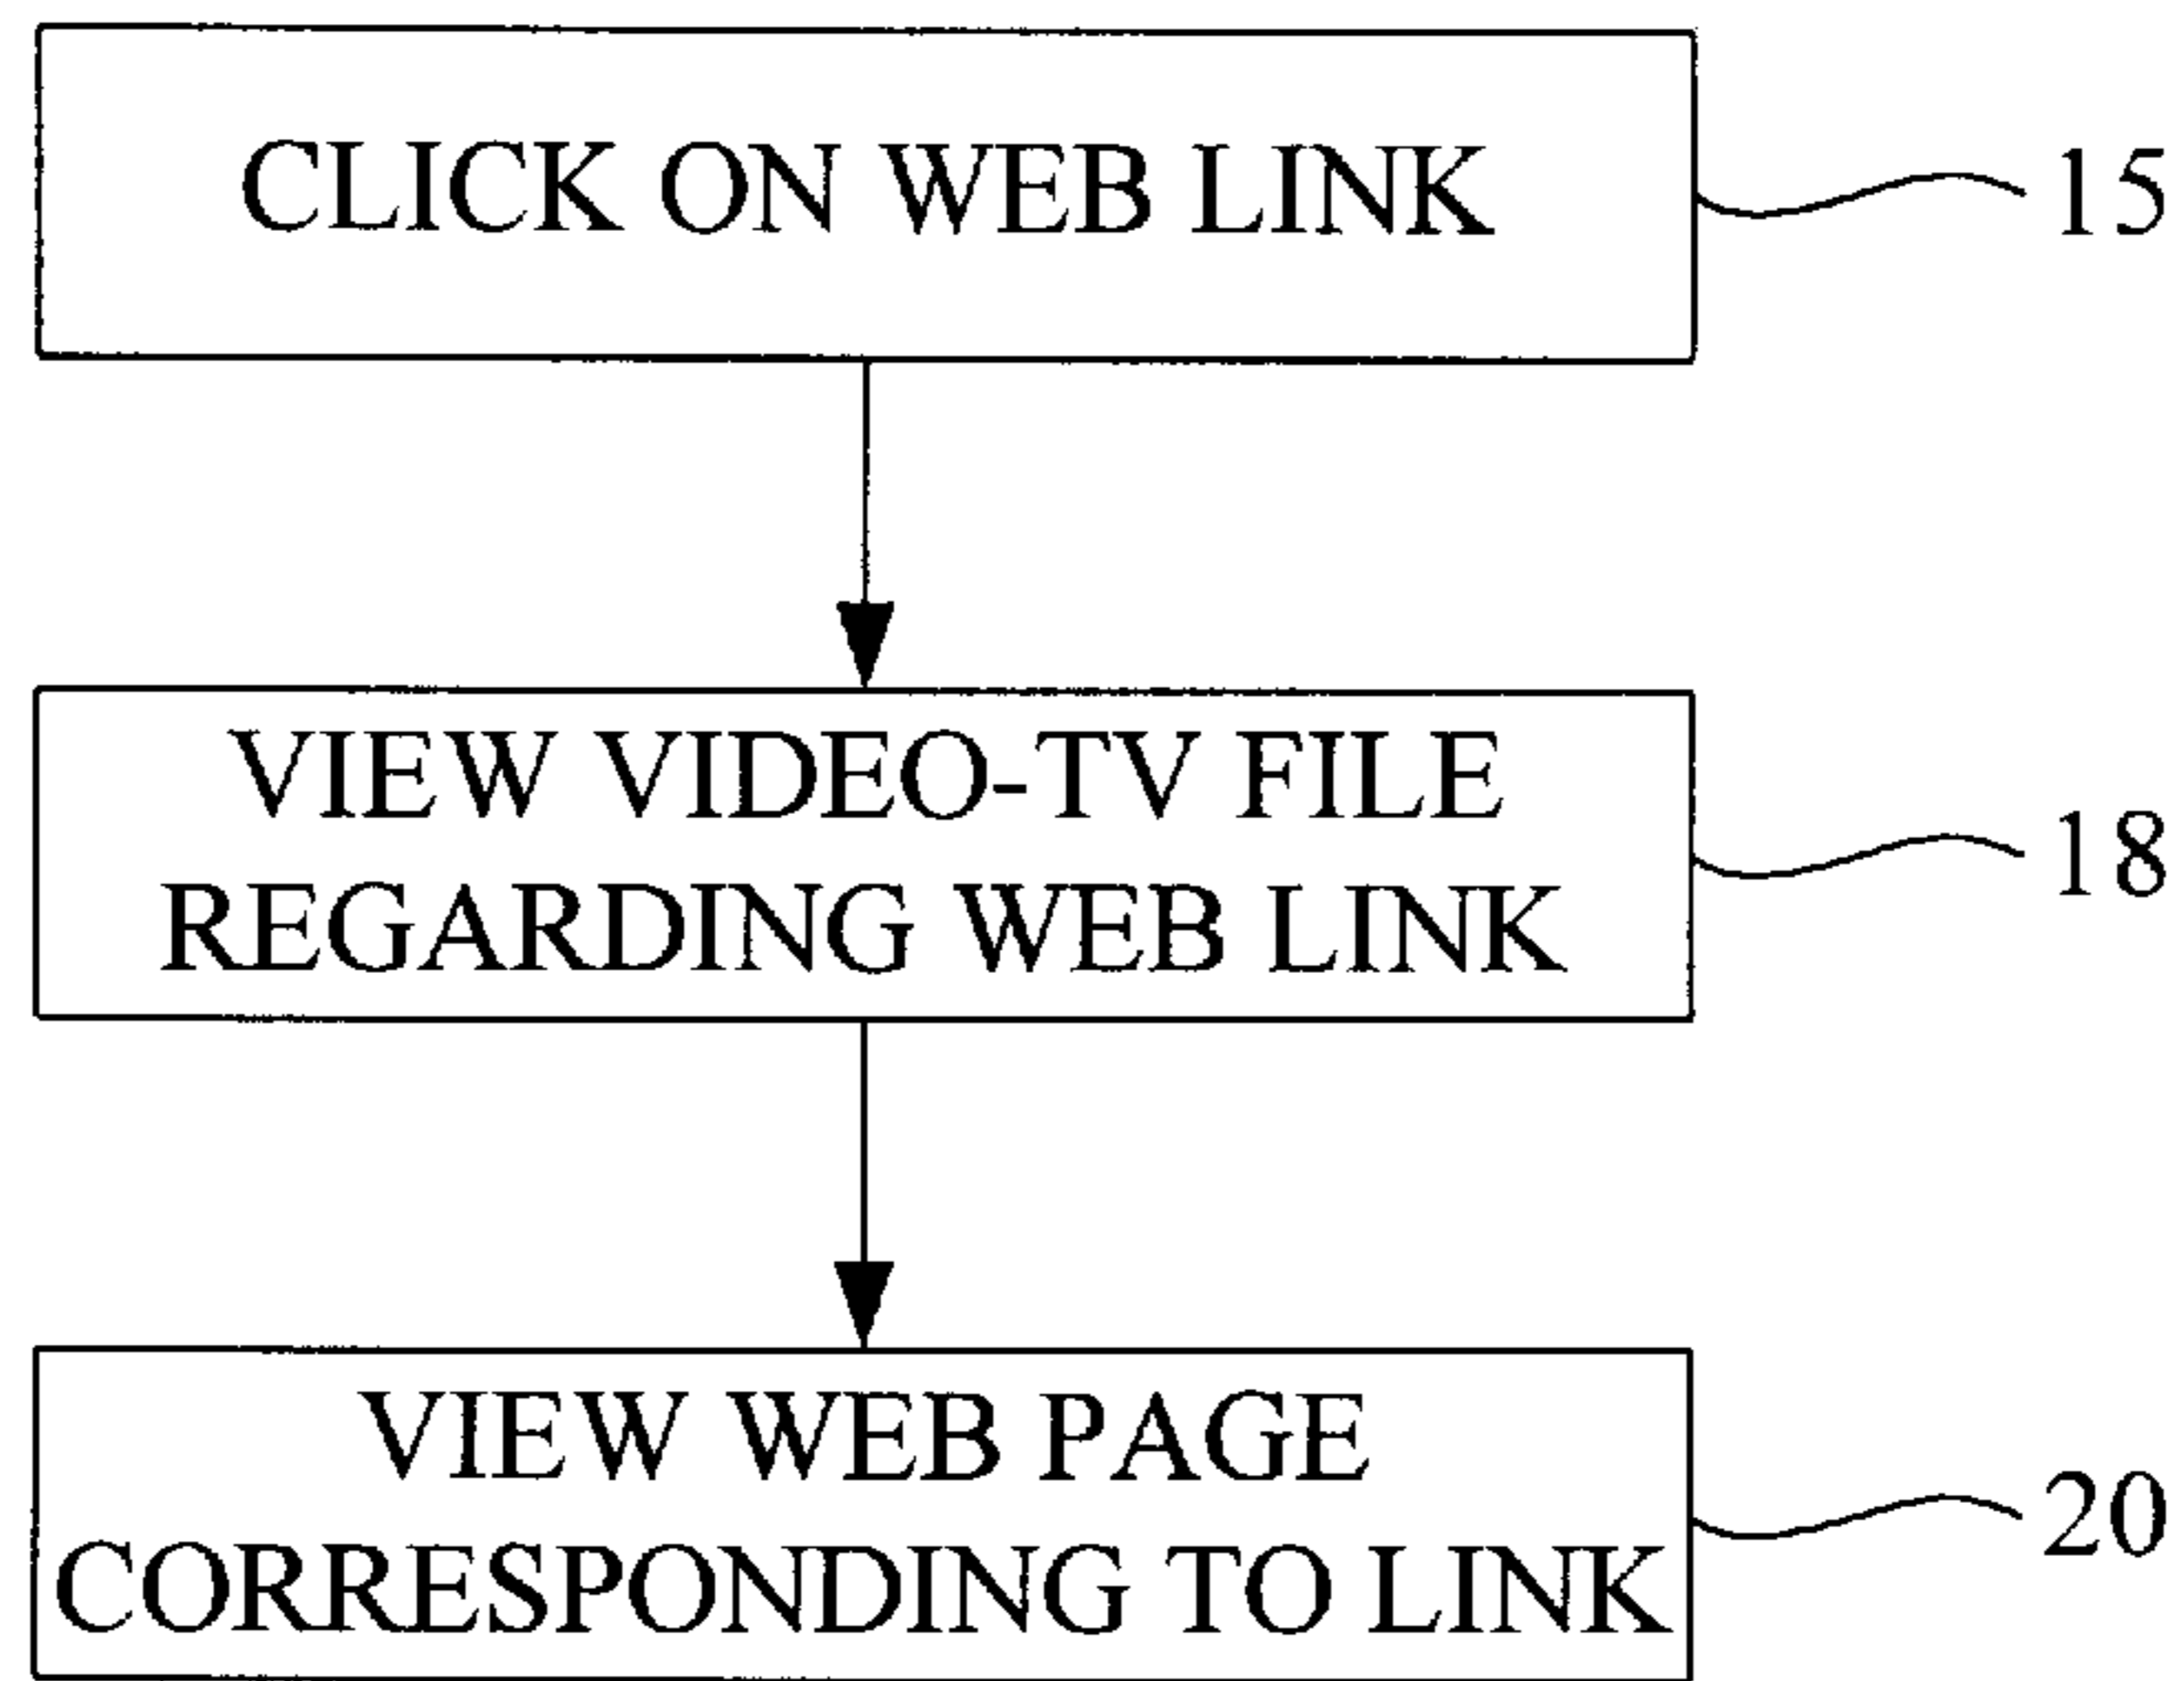 CLICK ON WEB LINK
15
VIEW VIDEO-TV FILE
REGARDING WEB LINK
18
VIEW WEB PAGE
CORRESPONDING TO LINK
20